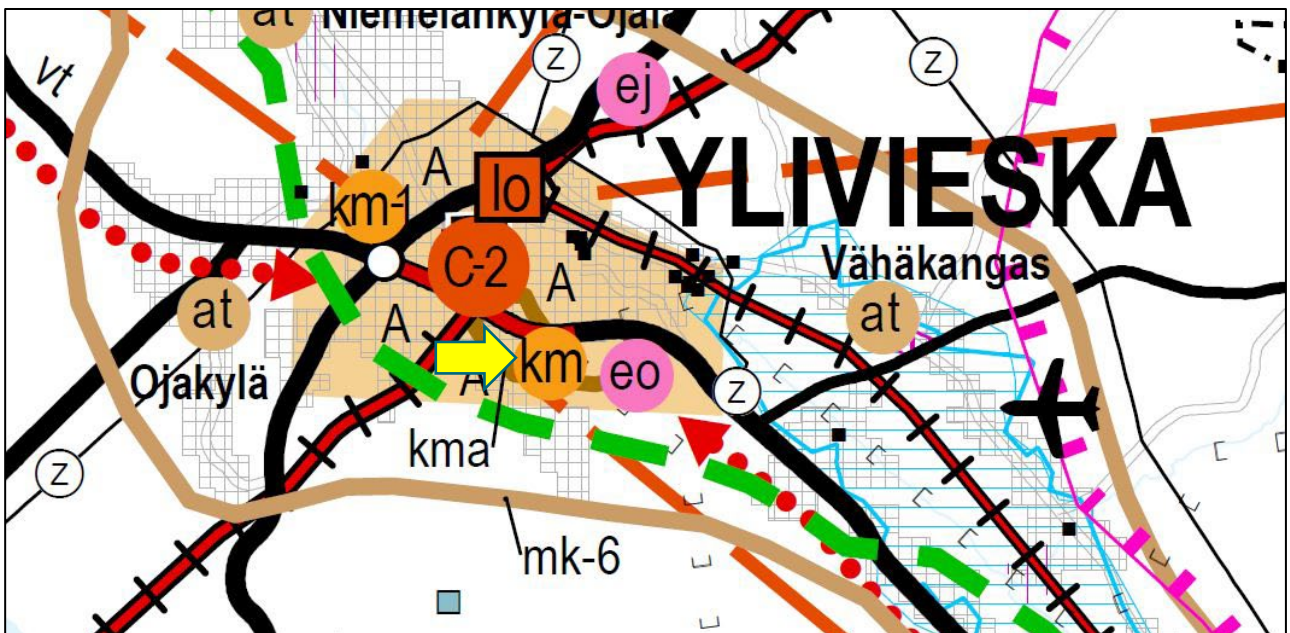 at Niemelänkylä-Ojala
vt
z
z
ej
YLIVIESKA
A
lo
km-1
C-2
A
Vähäkangas
at
at
A
Ojakylä
A
km
eo
z
kma
z
mk-6